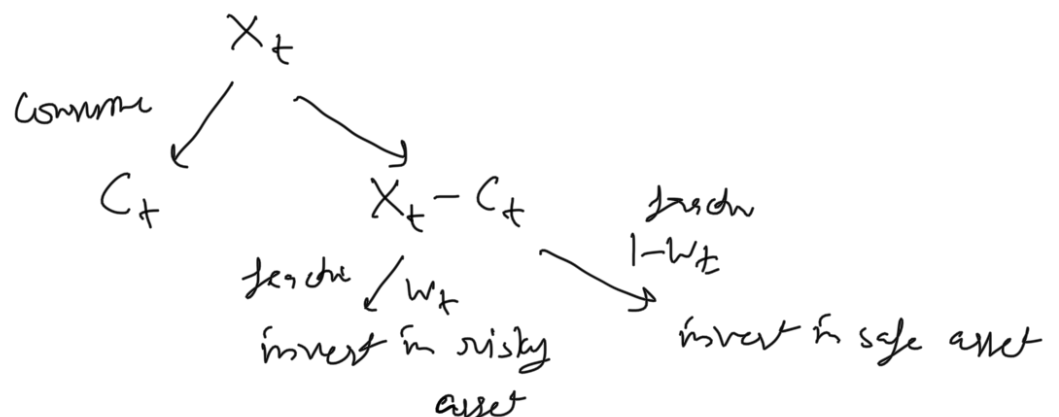 X_t
Consume
C_t
X_t - C_t
fraction
1-W_t
fraction
W_t
invest in risky
asset
invest in safe asset